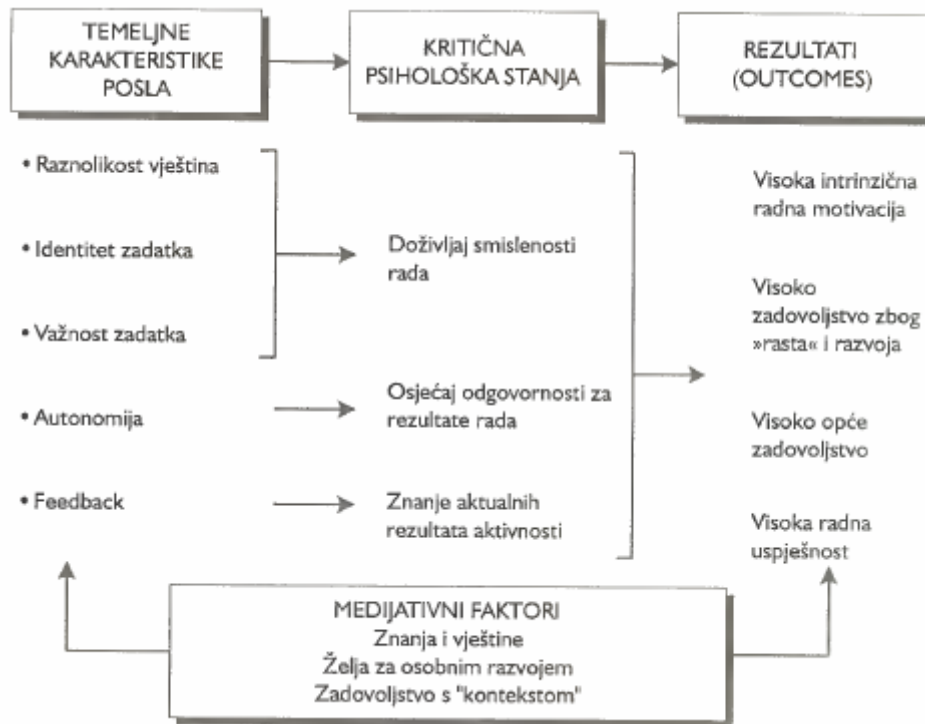 TEMELJNE
KARAKTERISTIKE
POSLA
KRITIČNA
PSIHOLOŠKA STANJA
REZULTATI
(OUTCOMES)
• Raznolikost vještina
• Identitet zadatka
• Važnost zadatka
• Autonomija
• Feedback
Doživljaj smislenosti
rada
Osjećaj odgovornosti za
rezultate rada
Znanje aktualnih
rezultata aktivnosti
Visoka intrinzična
radna motivacija
Visoko
zadovoljstvo zbog
»rasta« i razvoja
Visoko opće
zadovoljstvo
Visoka radna
uspješnost
MEDIJATIVNI FAKTORI
Znanja i vještine
Želja za osobnim razvojem
Zadovoljstvo s "kontekstom"